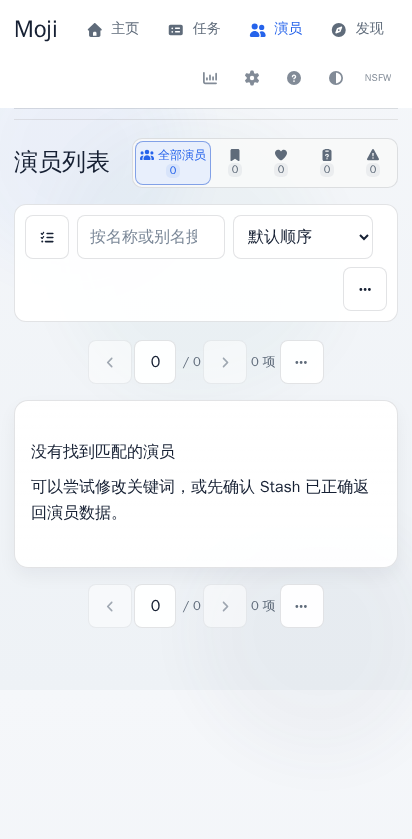 Moji 主页 任务 演员 发现
NSFW
演员列表
全部演员
0 0 0 0 0
按名称或别名搜 默认顺序
0 / 0 0 项
没有找到匹配的演员
可以尝试修改关键词，或先确认 Stash 已正确返
回演员数据。
0 / 0 0 项